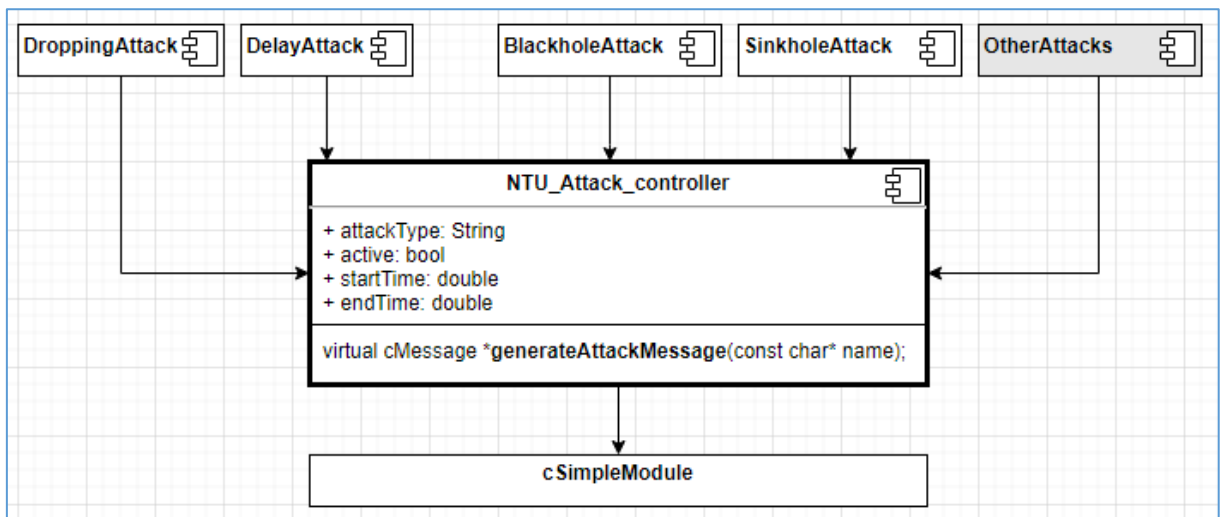 DroppingAttack
DelayAttack
BlackholeAttack
SinkholeAttack
OtherAttacks
NTU_Attack_controller
+ attackType: String
+ active: bool
+ startTime: double
+ endTime: double
virtual cMessage *generateAttackMessage(const char* name);
cSimpleModule